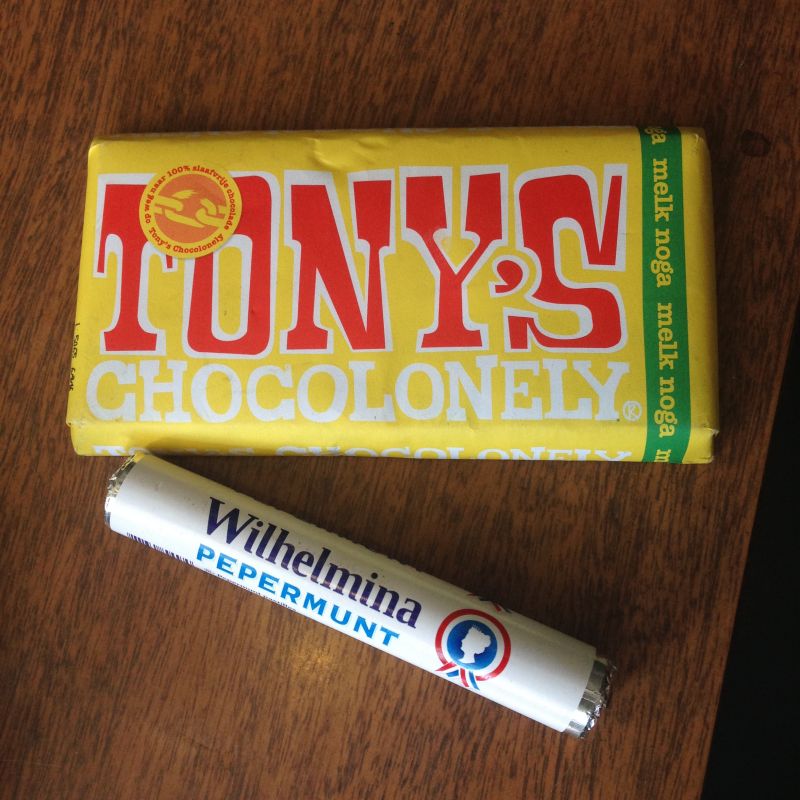 op weg naar 100% slaafvrije chocolade
Tony's Chocolonely
TONY'S
CHOCOLONELY®
melk noga melk noga
Wilhelmina
PEPERMUNT